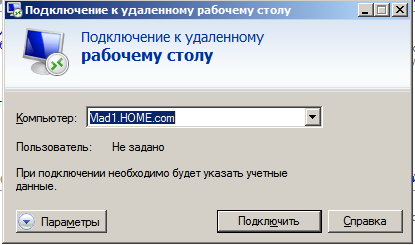 Подключение к удаленному рабочему столу
Подключение к удаленному
рабочему столу
Компьютер: Vlad1.HOME.com
Пользователь: Не задано
При подключении необходимо будет указать учетные
данные.
Параметры Подключить Справка